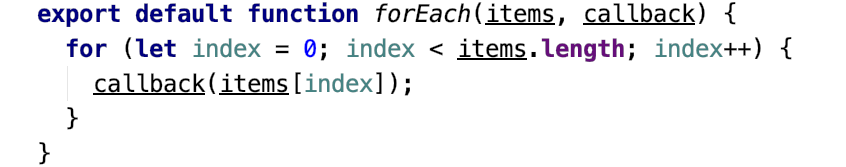 export default function forEach(items, callback) {
  for (let index = 0; index < items.length; index++) {
    callback(items[index]);
  }
}